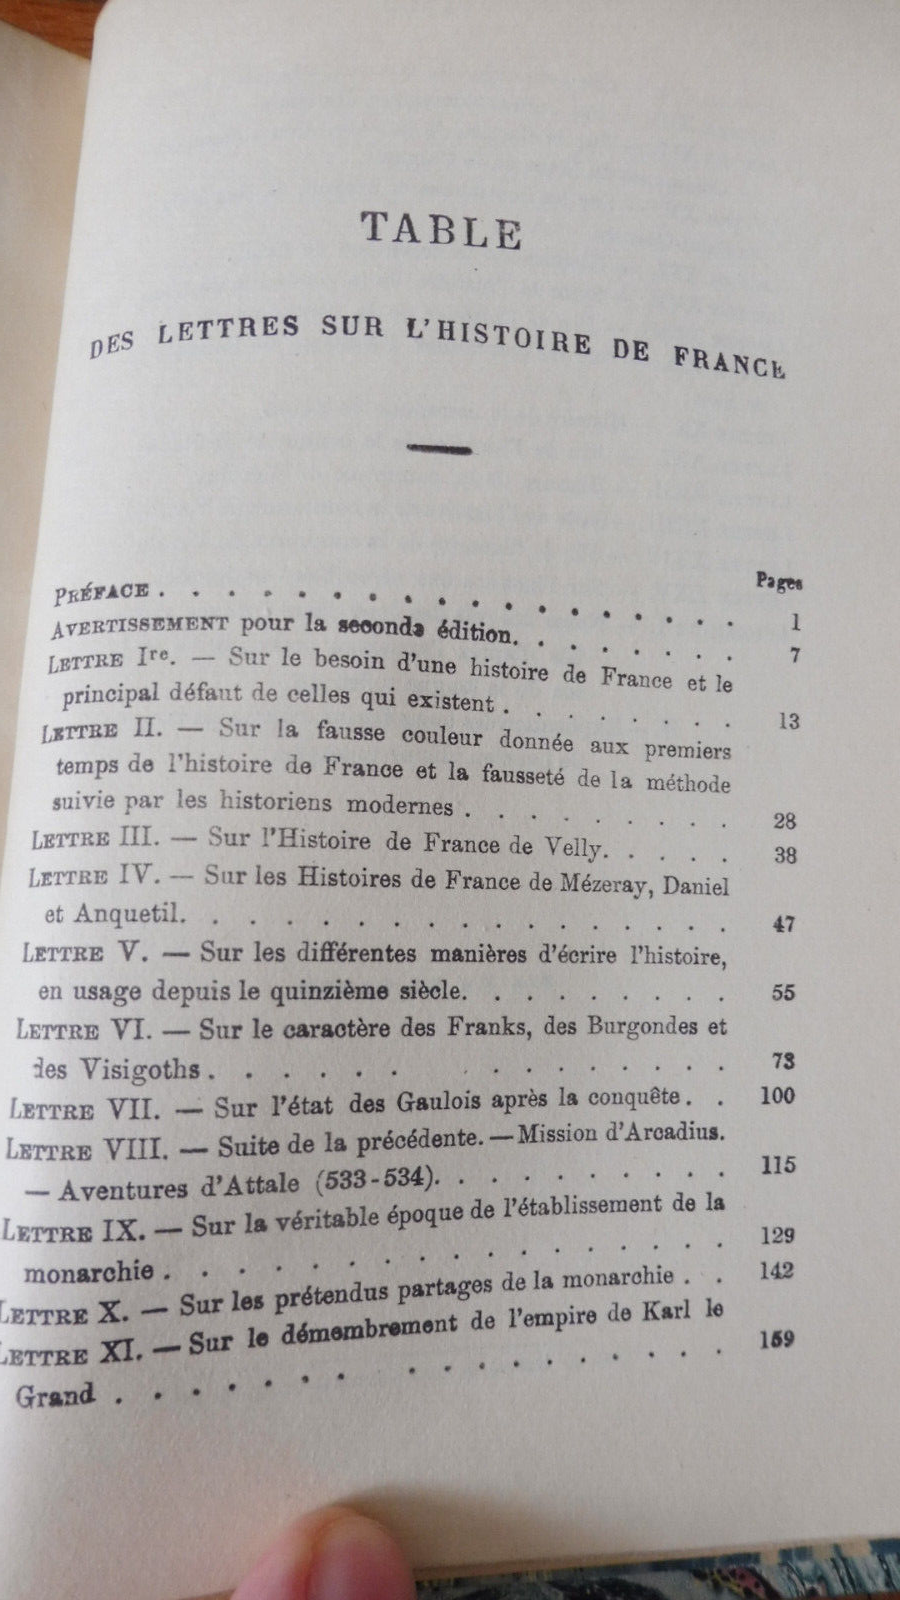 TABLE
DES LETTRES SUR L'HISTOIRE DE FRANCE
Pages
PRÉFACE . . . . . . . . . . . . . . . . . 1
AVERTISSEMENT pour la seconde édition. . . . . . . . 7
LETTRE Ire. — Sur le besoin d'une histoire de France et le
principal défaut de celles qui existent . . . . . . . . 13
LETTRE II. — Sur la fausse couleur donnée aux premiers
temps de l'histoire de France et la fausseté de la méthode
suivie par les historiens modernes . . . . . . . . 28
LETTRE III. — Sur l'Histoire de France de Velly. . . . . 38
LETTRE IV. — Sur les Histoires de France de Mézeray, Daniel
et Anquetil. . . . . . . . . . . . . . . 47
LETTRE V. — Sur les différentes manières d'écrire l'histoire,
en usage depuis le quinzième siècle. . . . . . . . 55
LETTRE VI. — Sur le caractère des Franks, des Burgondes et
des Visigoths . . . . . . . . . . . . . . 73
LETTRE VII. — Sur l'état des Gaulois après la conquête. . 100
LETTRE VIII. — Suite de la précédente. — Mission d'Arcadius.
— Aventures d'Attale (533-534). . . . . . . . . 115
LETTRE IX. — Sur la véritable époque de l'établissement de la
monarchie . . . . . . . . . . . . . . . . 129
LETTRE X. — Sur les prétendus partages de la monarchie . . 142
LETTRE XI. — Sur le démembrement de l'empire de Karl le
Grand . . . . . . . . . . . . . . . . 159